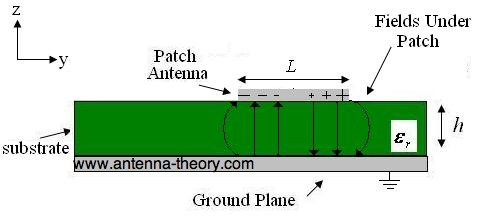 z
y
Patch
Antenna
L
Fields Under
Patch
- - - + + +
substrate
εr
h
www.antenna-theory.com
Ground Plane